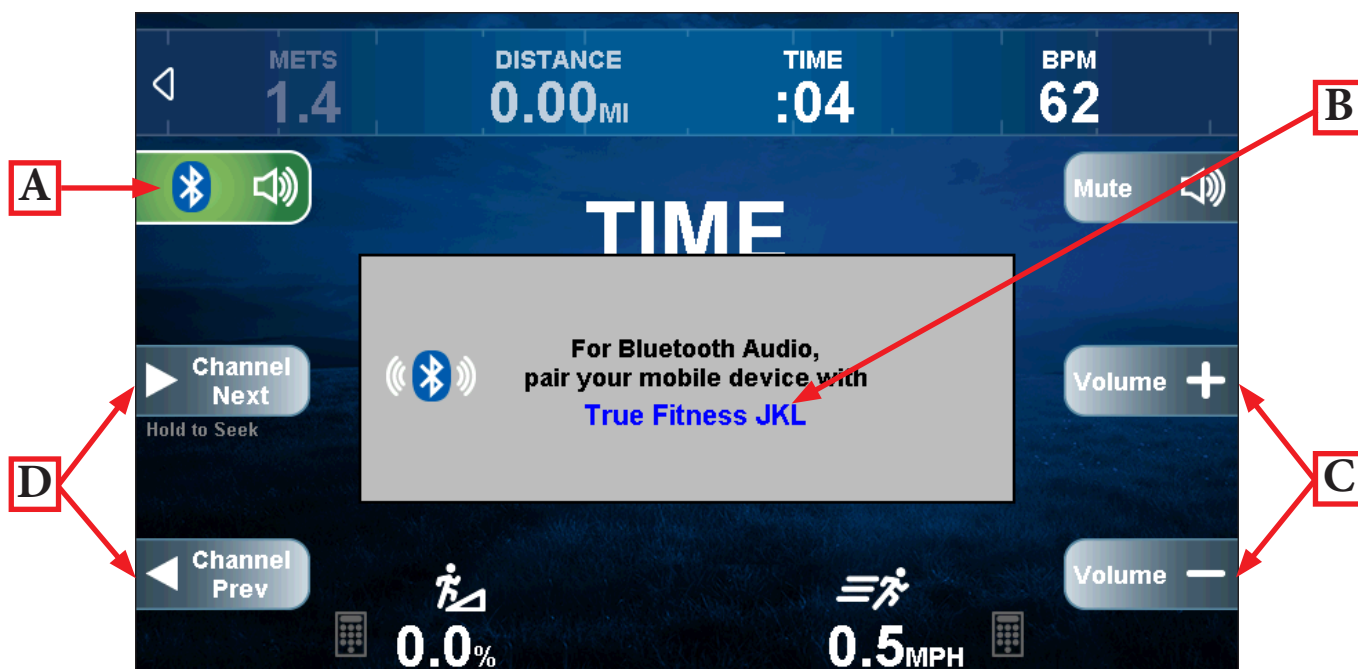 METS
1.4
DISTANCE
0.00MI
TIME
:04
BPM
62
B
A
Mute
TIME
For Bluetooth Audio,
pair your mobile device with
True Fitness JKL
Channel
Next
Hold to Seek
Volume +
D
C
Channel
Prev
Volume −
0.0%
0.5MPH